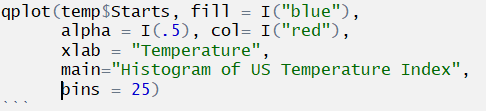 qplot(temp$Starts, fill = I("blue"),
alpha = I(.5), col= I("red"),
xlab = "Temperature",
main="Histogram of US Temperature Index",
bins = 25)
```